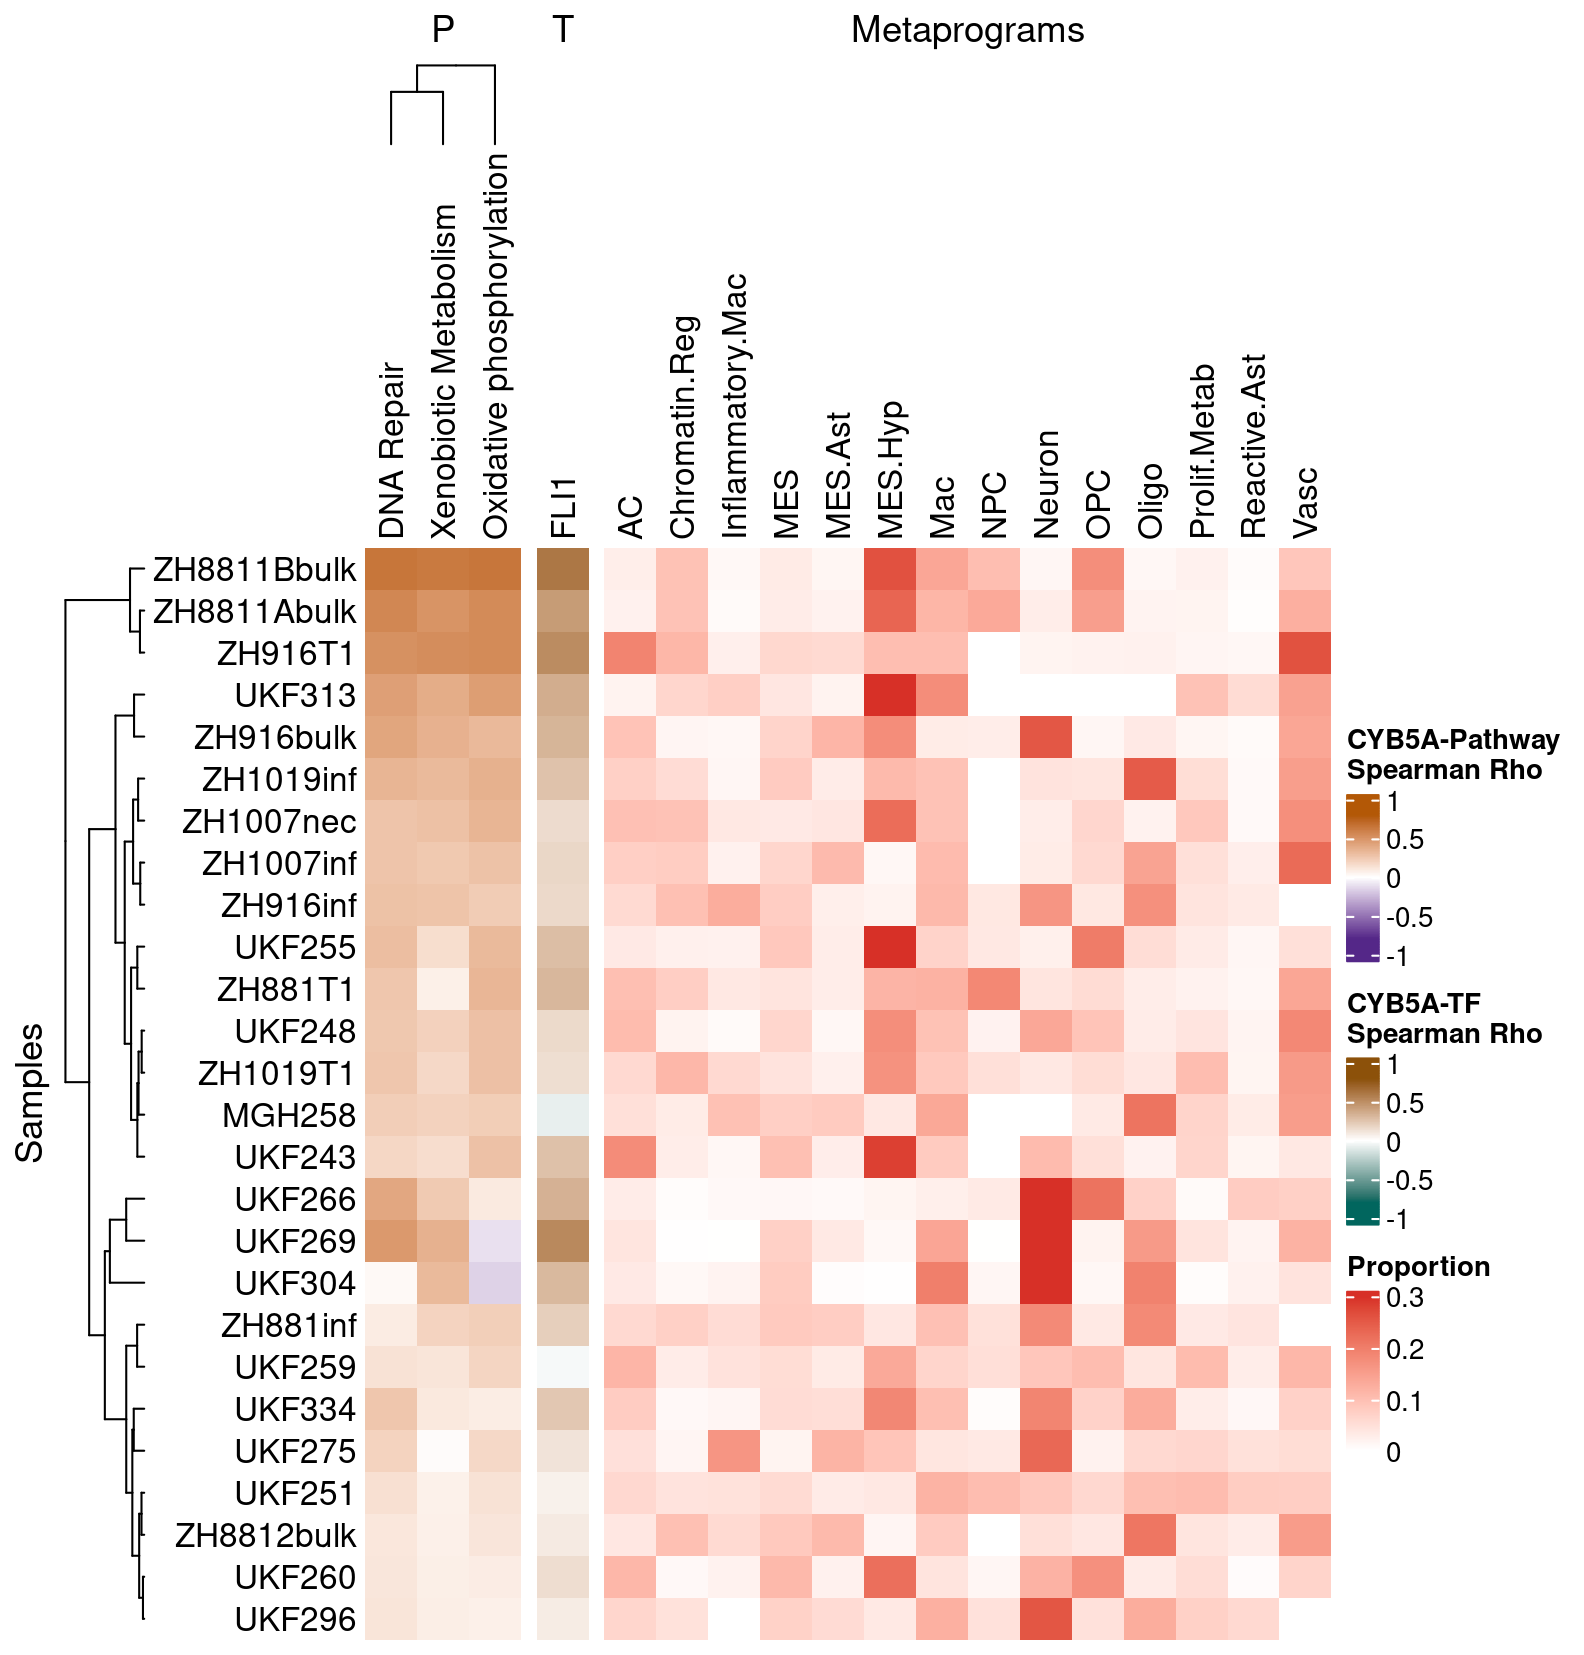 P T Metaprograms
DNA Repair
Xenobiotic Metabolism
Oxidative phosphorylation
FLI1
AC
Chromatin.Reg
Inflammatory.Mac
MES
MES.Ast
MES.Hyp
Mac
NPC
Neuron
OPC
Oligo
Prolif.Metab
Reactive.Ast
Vasc
Samples
ZH8811Bbulk
ZH8811Abulk
ZH916T1
UKF313
ZH916bulk
ZH1019inf
ZH1007nec
ZH1007inf
ZH916inf
UKF255
ZH881T1
UKF248
ZH1019T1
MGH258
UKF243
UKF266
UKF269
UKF304
ZH881inf
UKF259
UKF334
UKF275
UKF251
ZH8812bulk
UKF260
UKF296
CYB5A-Pathway
Spearman Rho
1
0.5
0
-0.5
-1
CYB5A-TF
Spearman Rho
1
0.5
0
-0.5
-1
Proportion
0.3
0.2
0.1
0